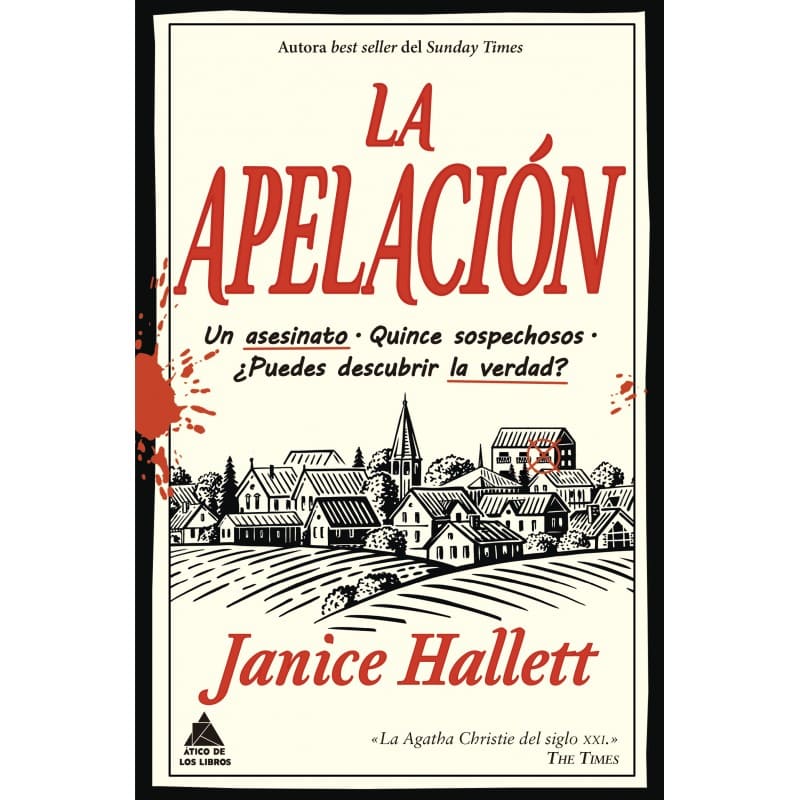 Autora best seller del Sunday Times
LA
APELACIÓN
Un asesinato · Quince sospechosos ·
¿Puedes descubrir la verdad?
Janice Hallett
«La Agatha Christie del siglo XXI.»
THE TIMES
ÁTICO DE
LOS LIBROS